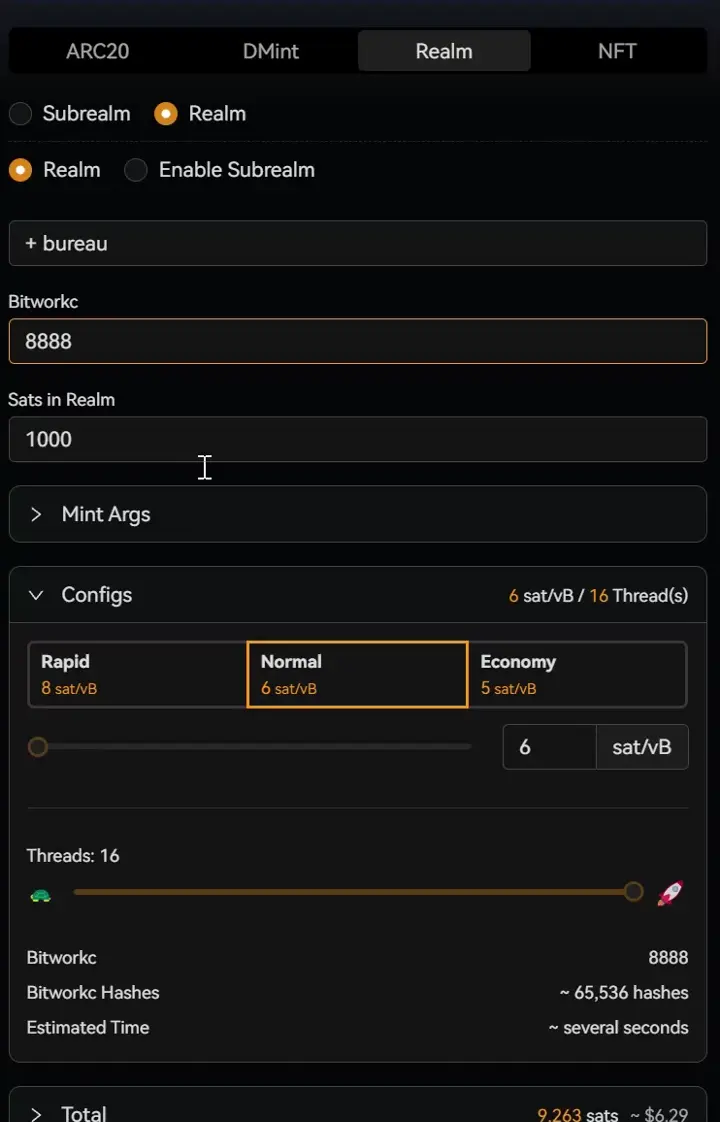 ARC20 DMint Realm NFT
Subrealm Realm
Realm Enable Subrealm
+ bureau
Bitworkc
8888
Sats in Realm
1000
Mint Args
Configs 6 sat/vB / 16 Thread(s)
Rapid Normal Economy
8 sat/vB 6 sat/vB 5 sat/vB
6 sat/vB
Threads: 16
Bitworkc 8888
Bitworkc Hashes ~ 65,536 hashes
Estimated Time ~ several seconds
Total 9,263 sats ~ $6.29